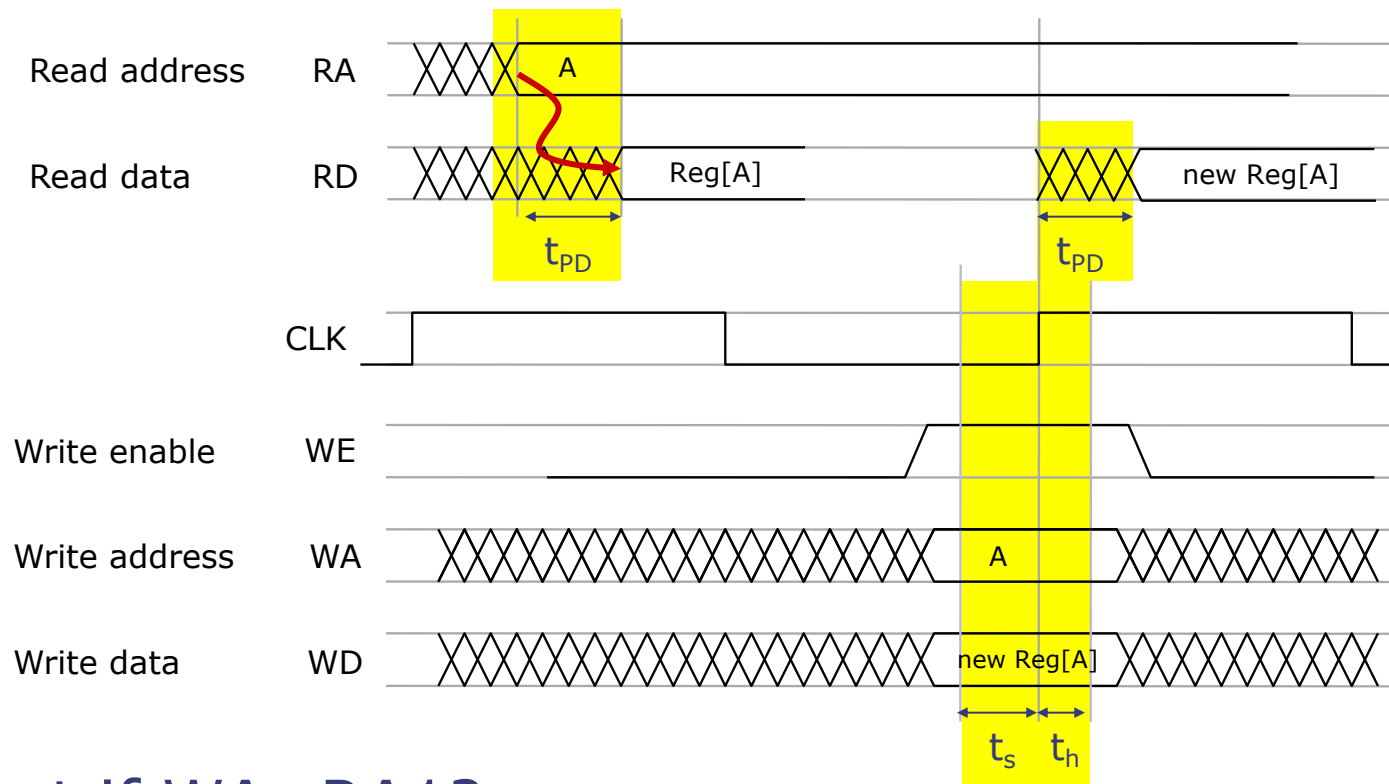 Read address RA A
Read data RD Reg[A] new Reg[A]
tPD tPD
CLK
Write enable WE
Write address WA A
Write data WD new Reg[A]
ts th